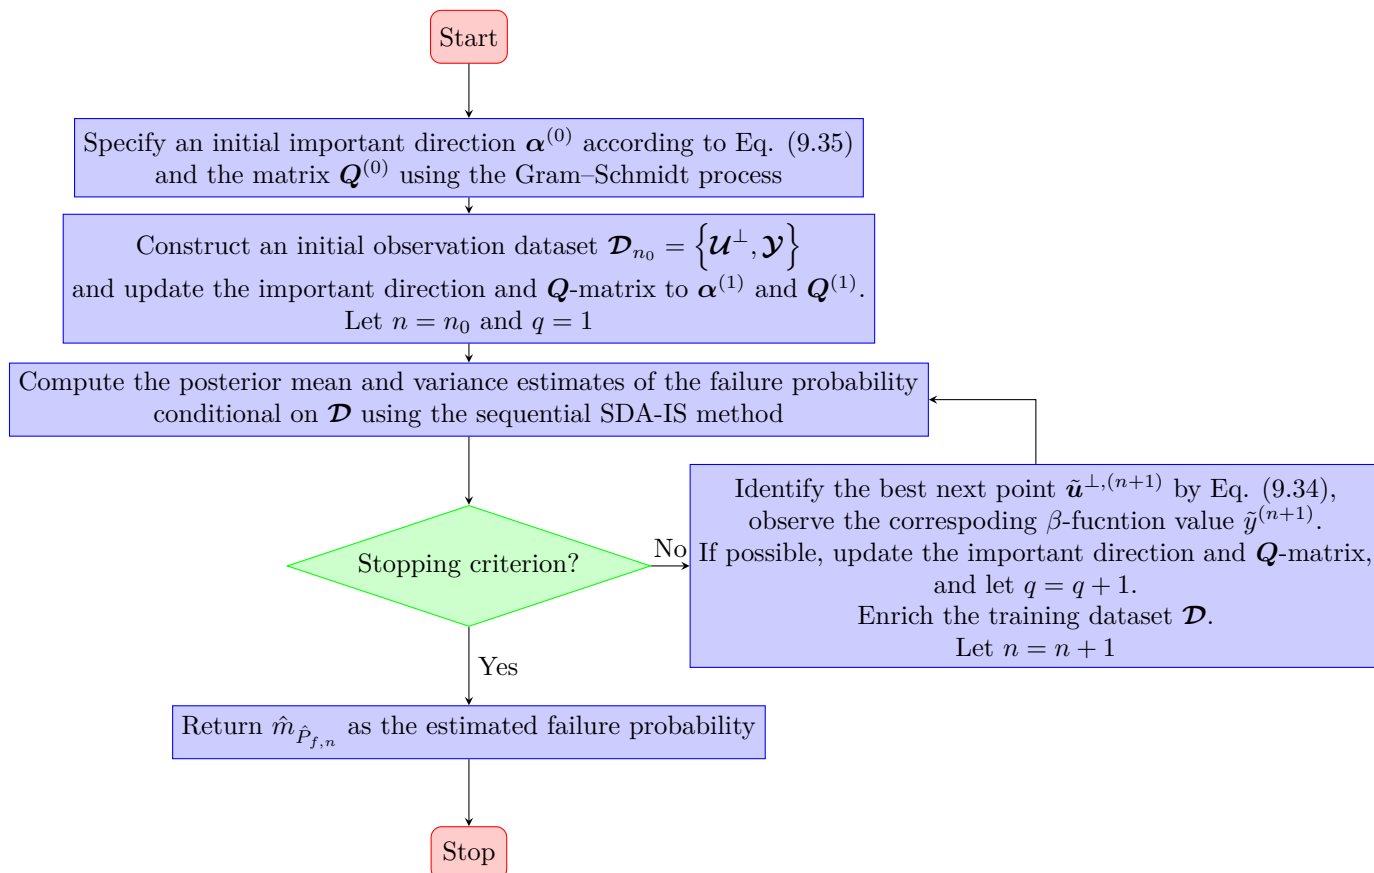 Start
Specify an initial important direction α^(0) according to Eq. (9.35)
and the matrix Q^(0) using the Gram–Schmidt process
Construct an initial observation dataset 𝓓_{n_0} = {𝓤^⊥, 𝓨}
and update the important direction and Q-matrix to α^(1) and Q^(1).
Let n = n_0 and q = 1
Compute the posterior mean and variance estimates of the failure probability
conditional on 𝓓 using the sequential SDA-IS method
Stopping criterion?
No
Identify the best next point ũ^{⊥,(n+1)} by Eq. (9.34),
observe the correspoding β-fucntion value ỹ^(n+1).
If possible, update the important direction and Q-matrix,
and let q = q + 1.
Enrich the training dataset 𝓓.
Let n = n + 1
Yes
Return m̂_{P̂_{f,n}} as the estimated failure probability
Stop